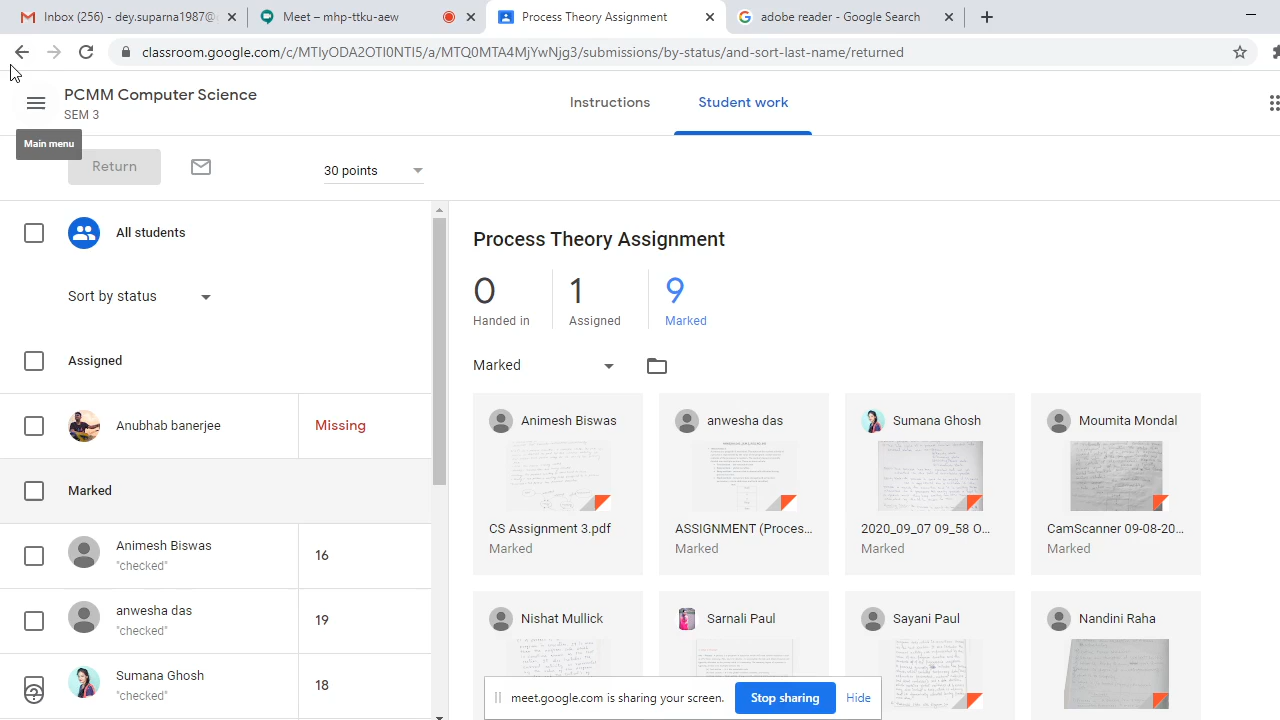 Inbox (256) - dey.suparna1987@
Meet – mhp-ttku-aew
Process Theory Assignment
adobe reader - Google Search
classroom.google.com/c/MTIyODA2OTI0NTI5/a/MTQ0MTA4MjYwNjg3/submissions/by-status/and-sort-last-name/returned
PCMM Computer Science
SEM 3
Instructions
Student work
Main menu
Return
30 points
All students
Sort by status
Assigned
Anubhab banerjee
Missing
Marked
Animesh Biswas
"checked"
16
anwesha das
"checked"
19
Sumana Ghosh
"checked"
18
Process Theory Assignment
0
Handed in
1
Assigned
9
Marked
Marked
Animesh Biswas
CS Assignment 3.pdf
Marked
anwesha das
ASSIGNMENT (Proces...
Marked
Sumana Ghosh
2020_09_07 09_58 O...
Marked
Moumita Mondal
CamScanner 09-08-20...
Marked
Nishat Mullick
Sarnali Paul
Sayani Paul
Nandini Raha
meet.google.com is sharing your screen.
Stop sharing
Hide